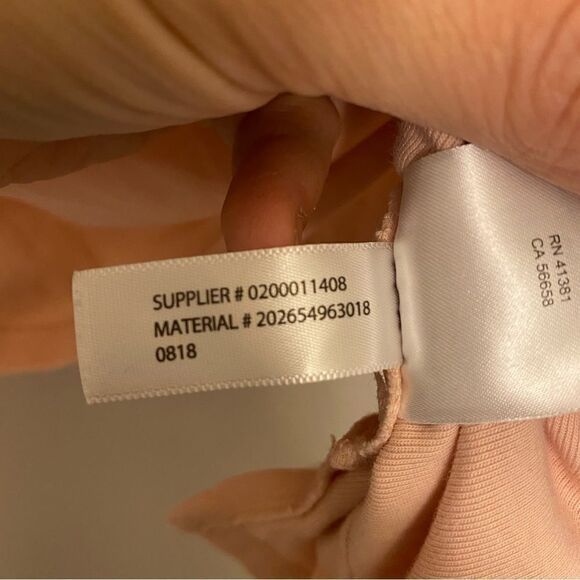 SUPPLIER # 0200011408
MATERIAL # 202654963018
0818
RN 41381
CA 56658